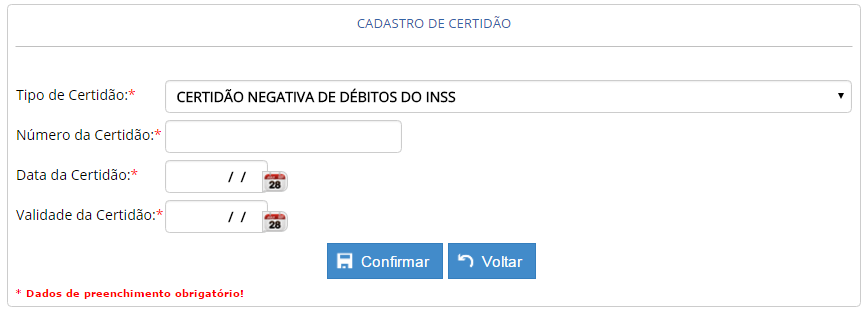 CADASTRO DE CERTIDÃO
Tipo de Certidão:* CERTIDÃO NEGATIVA DE DÉBITOS DO INSS
Número da Certidão:*
Data da Certidão:* / / 28
Validade da Certidão:* / / 28
Confirmar Voltar
* Dados de preenchimento obrigatório!